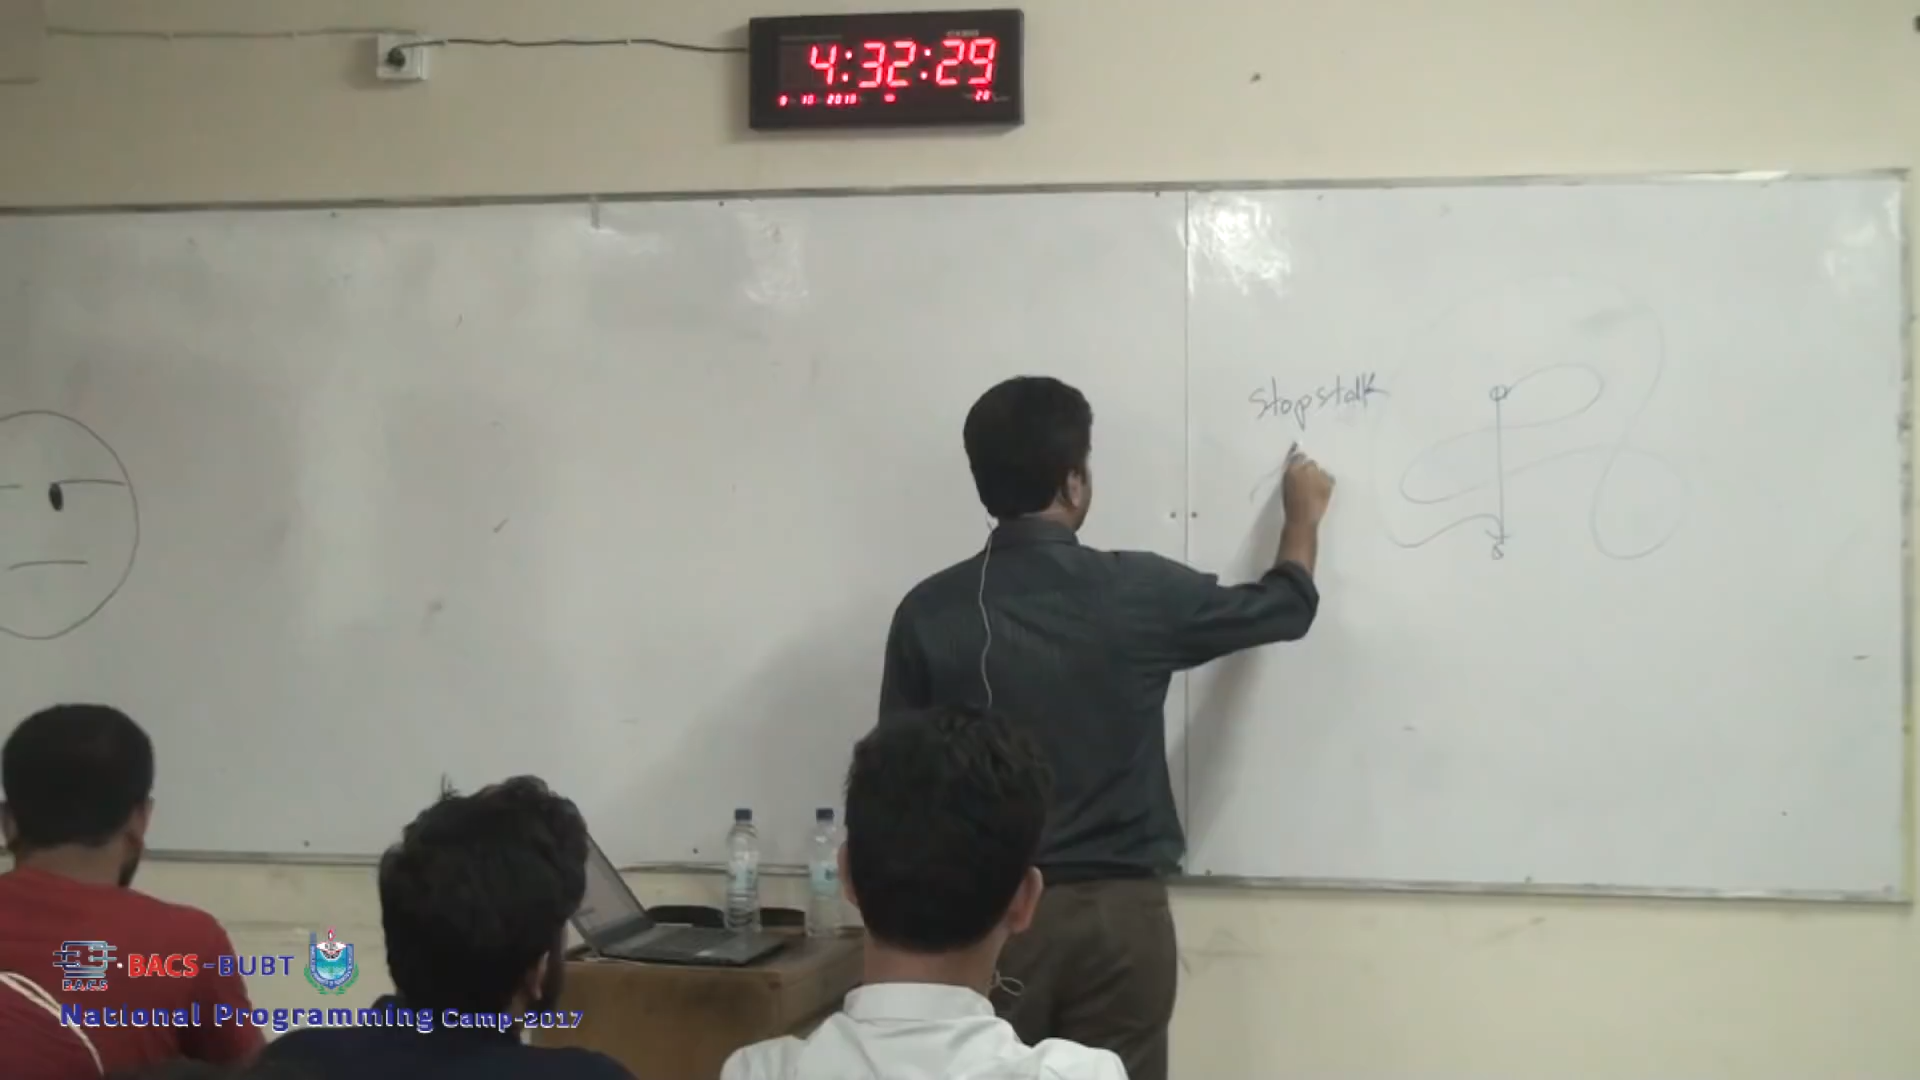 4:32:29
stopstalk
BACS-BUBT
B.A.C.S
National Programming Camp-2017